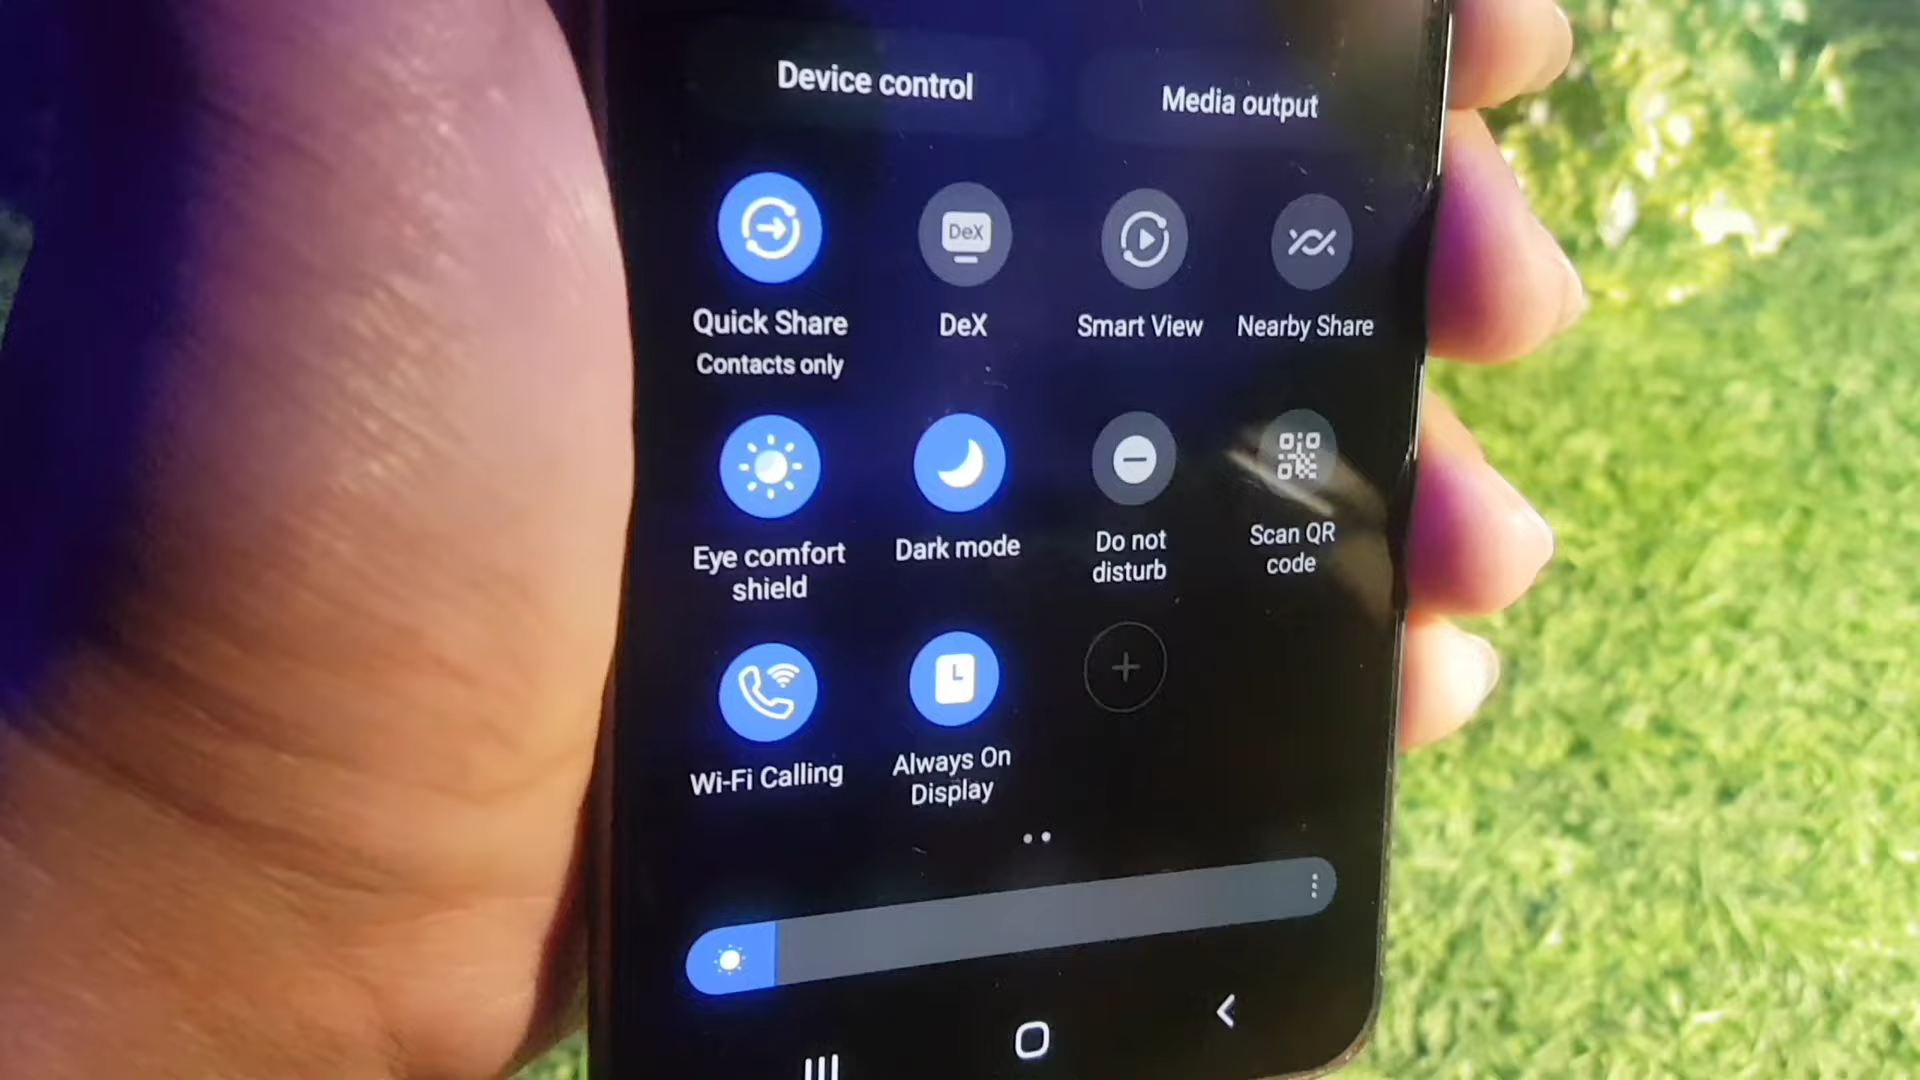 Device control
Media output
DeX
Quick Share
Contacts only
DeX
Smart View
Nearby Share
Eye comfort
shield
Dark mode
Do not
disturb
Scan QR
code
Wi-Fi Calling
Always On
Display